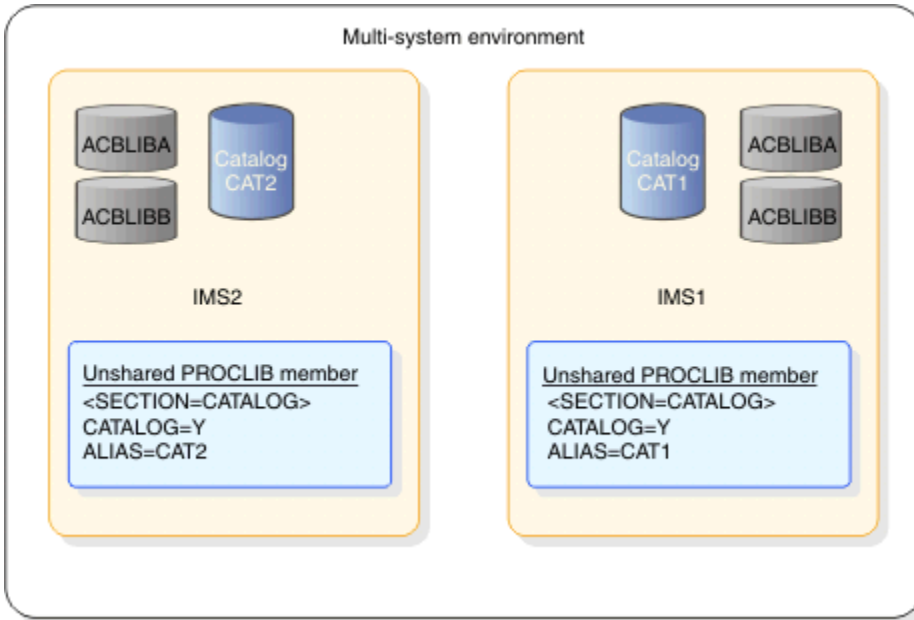 Multi-system environment
ACBLIBA
ACBLIBB
Catalog
CAT2
IMS2
Unshared PROCLIB member
<SECTION=CATALOG>
CATALOG=Y
ALIAS=CAT2
Catalog
CAT1
ACBLIBA
ACBLIBB
IMS1
Unshared PROCLIB member
<SECTION=CATALOG>
CATALOG=Y
ALIAS=CAT1